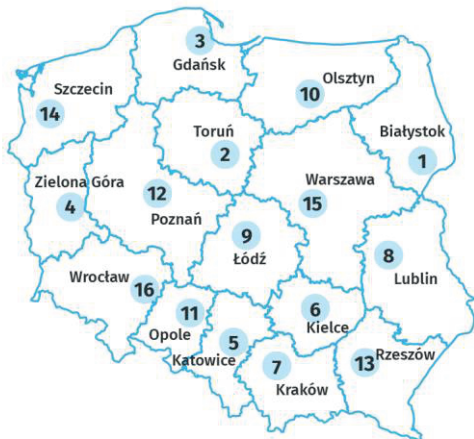 3
Gdańsk
Szczecin
14
10
Olsztyn
Toruń
2
Białystok
1
Zielona Góra
4
12
Poznań
Warszawa
15
9
Łódź
8
Lublin
Wrocław
16
11
Opole
6
Kielce
Katowice
5
7
Kraków
13
Rzeszów